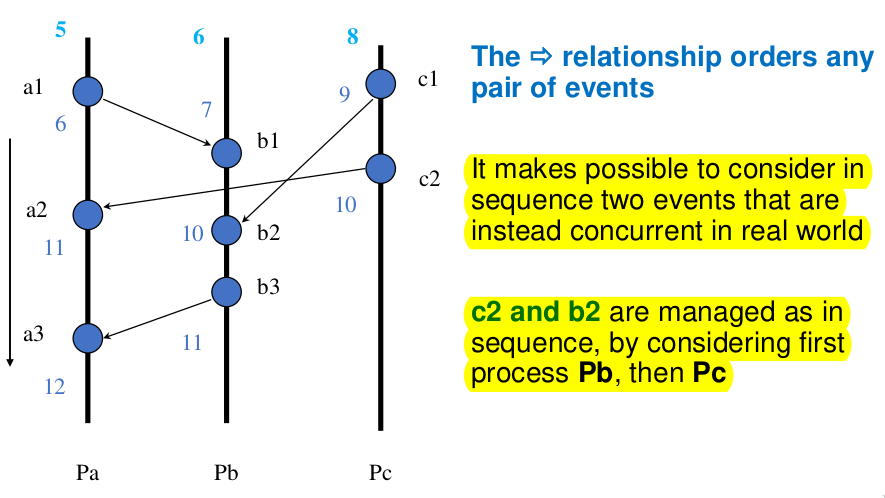 5 6 8
a1 c1
9
7
6
b1
c2
a2 10
10 b2
11
b3
a3 11
12
Pa Pb Pc
The ⇨ relationship orders any
pair of events
It makes possible to consider in
sequence two events that are
instead concurrent in real world
c2 and b2 are managed as in
sequence, by considering first
process Pb, then Pc